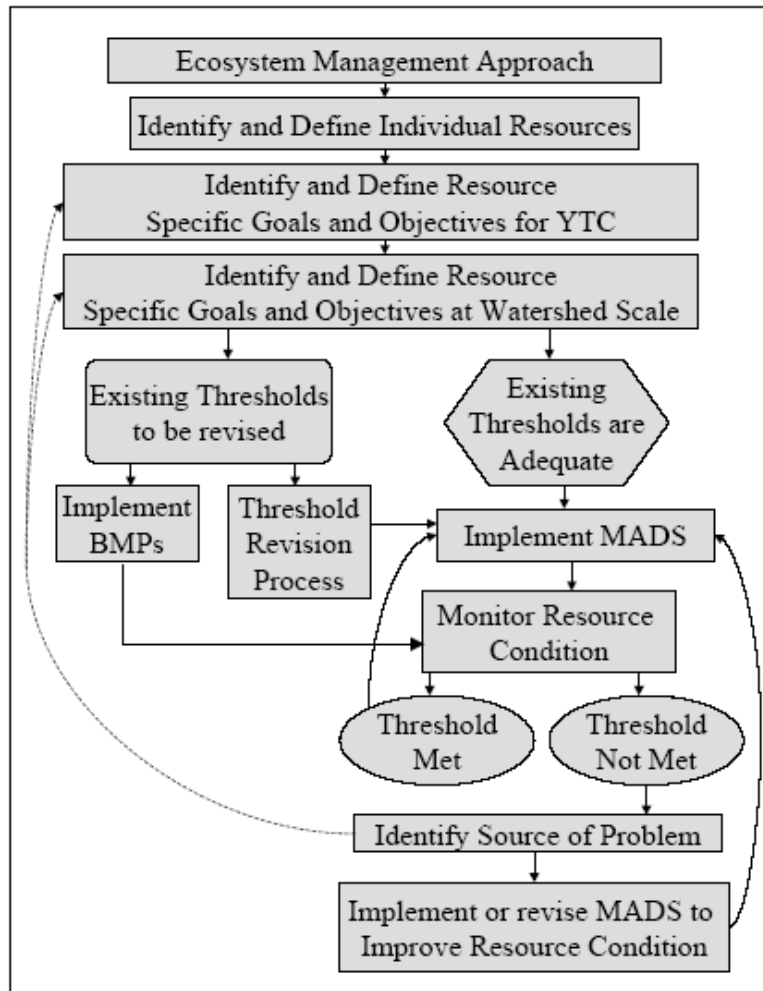 Ecosystem Management Approach
Identify and Define Individual Resources
Identify and Define Resource
Specific Goals and Objectives for YTC
Identify and Define Resource
Specific Goals and Objectives at Watershed Scale
Existing Thresholds
to be revised
Existing
Thresholds are
Adequate
Implement
BMPs
Threshold
Revision
Process
Implement MADS
Monitor Resource
Condition
Threshold
Met
Threshold
Not Met
Identify Source of Problem
Implement or revise MADS to
Improve Resource Condition